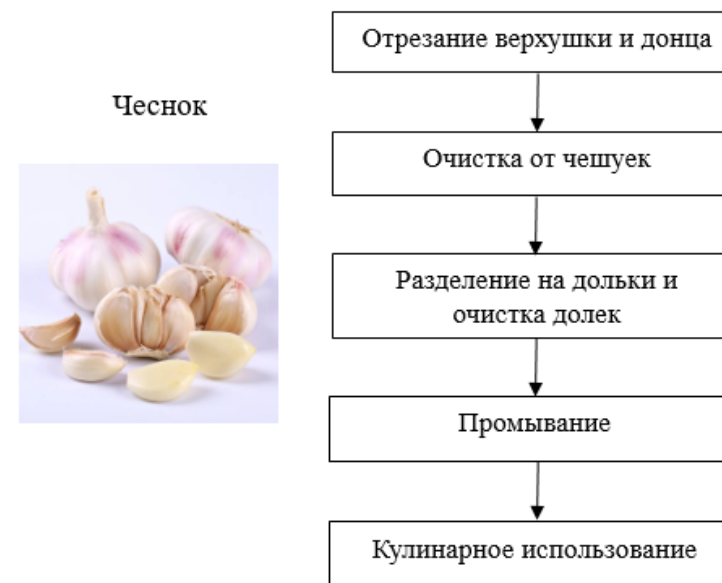 Чеснок
Отрезание верхушки и донца
Очистка от чешуек
Разделение на дольки и
очистка долек
Промывание
Кулинарное использование